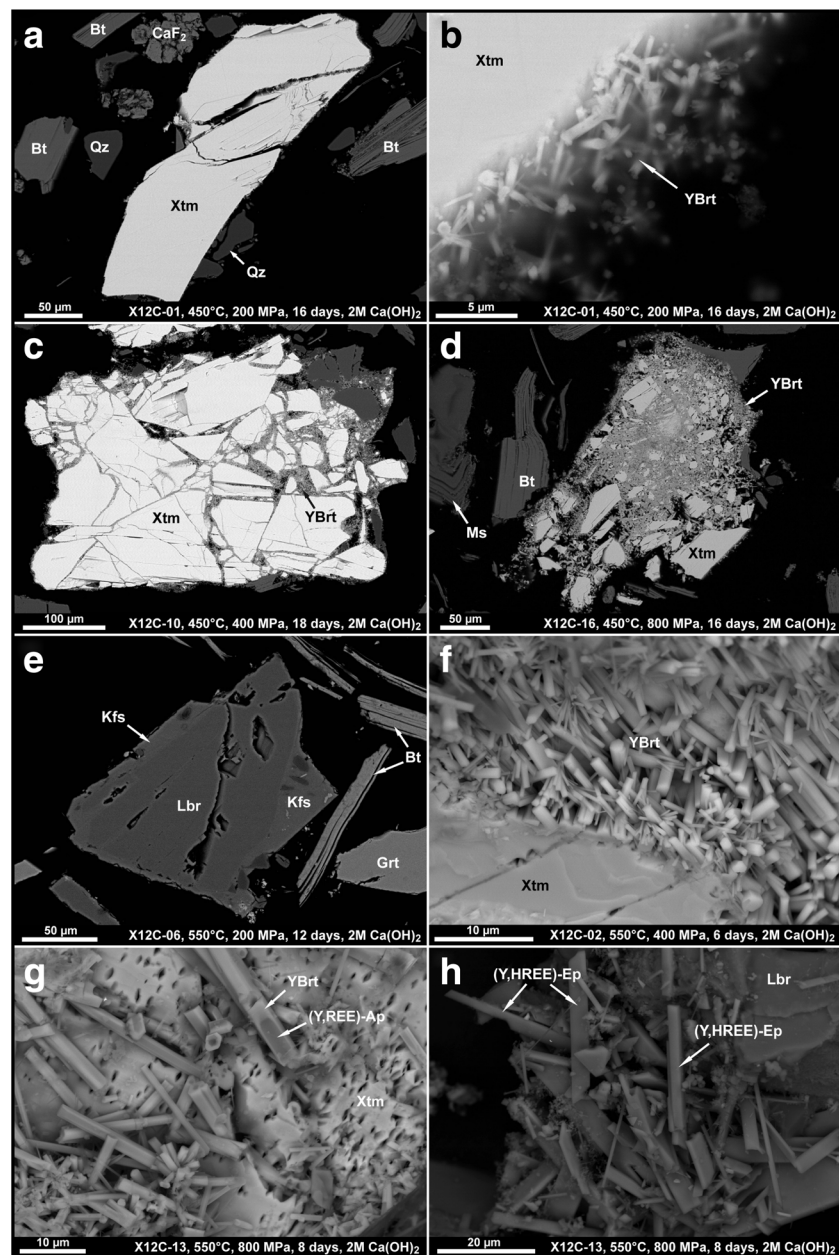 a
Bt
CaF2
Bt
Qz
Bt
Xtm
Qz
50 µm
X12C-01, 450°C, 200 MPa, 16 days, 2M Ca(OH)2
b
Xtm
YBrt
5 µm
X12C-01, 450°C, 200 MPa, 16 days, 2M Ca(OH)2
c
Xtm
YBrt
100 µm
X12C-10, 450°C, 400 MPa, 18 days, 2M Ca(OH)2
d
YBrt
Bt
Ms
Xtm
50 µm
X12C-16, 450°C, 800 MPa, 16 days, 2M Ca(OH)2
e
Kfs
Bt
Lbr
Kfs
Grt
50 µm
X12C-06, 550°C, 200 MPa, 12 days, 2M Ca(OH)2
f
YBrt
Xtm
10 µm
X12C-02, 550°C, 400 MPa, 6 days, 2M Ca(OH)2
g
YBrt
(Y,REE)-Ap
Xtm
10 µm
X12C-13, 550°C, 800 MPa, 8 days, 2M Ca(OH)2
h
(Y,HREE)-Ep
Lbr
(Y,HREE)-Ep
20 µm
X12C-13, 550°C, 800 MPa, 8 days, 2M Ca(OH)2